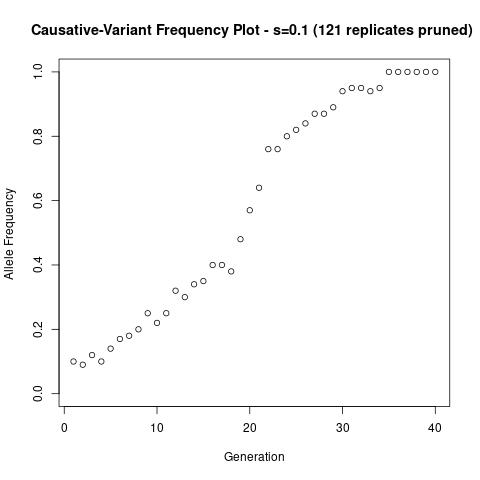 Causative-Variant Frequency Plot - s=0.1 (121 replicates pruned)
Allele Frequency
1.0
0.8
0.6
0.4
0.2
0.0
0 10 20 30 40
Generation